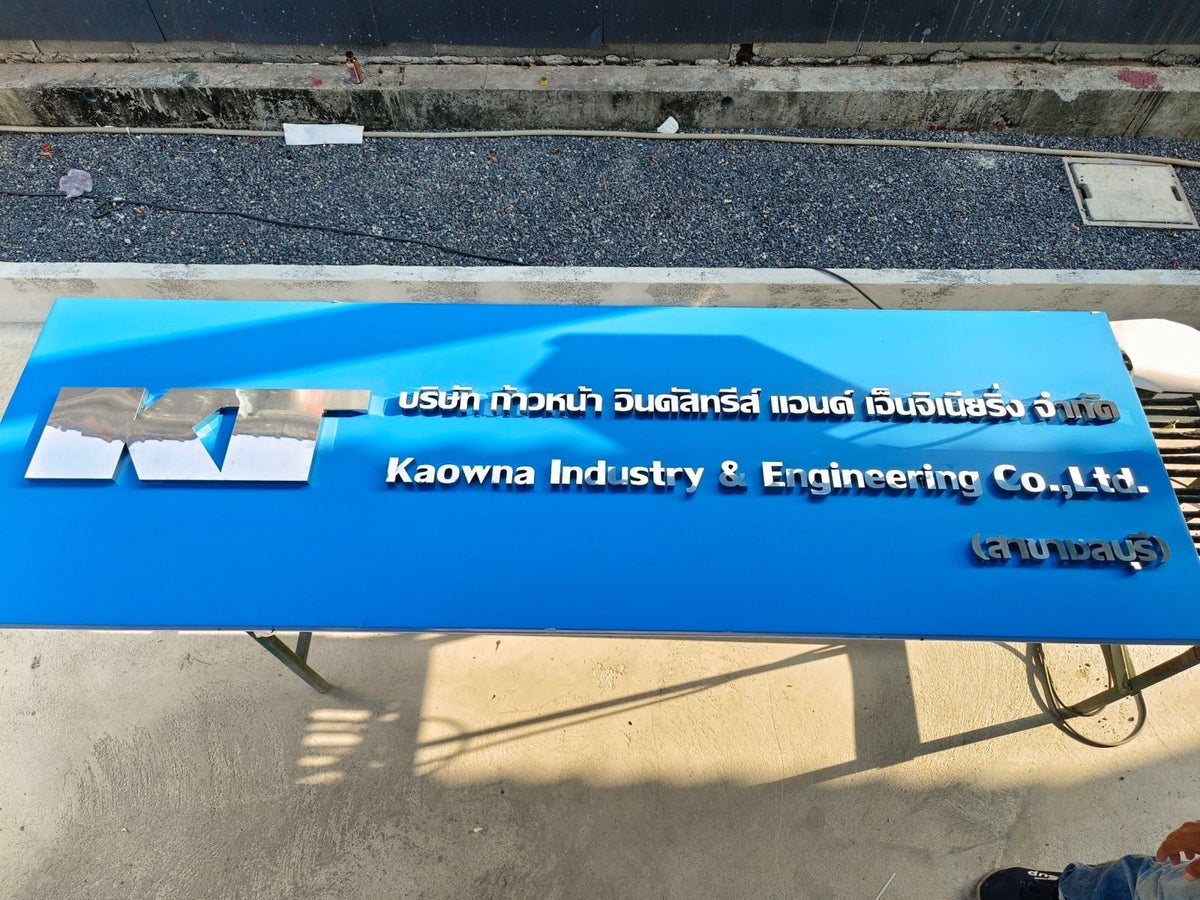 KT
บริษัท ก้าวหน้า อินดัสิทรีส์ แอนด์ เอ็นจิเนียริ่ง จำกัด
Kaowna Industry & Engineering Co.,Ltd.
(สาขาชลบุรี)